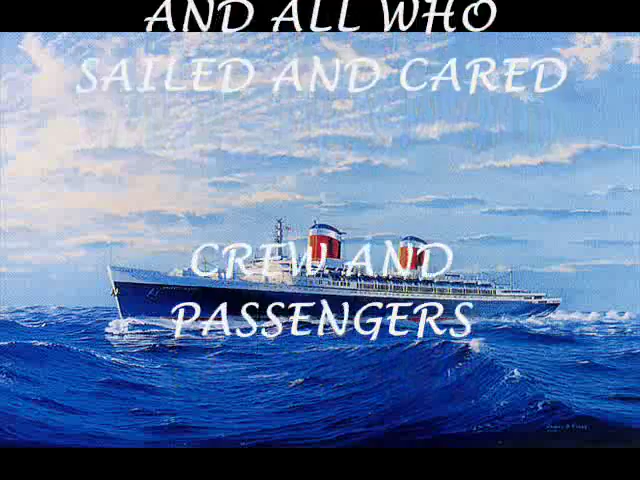 AND ALL WHO
SAILED AND CARED
CREW AND
PASSENGERS